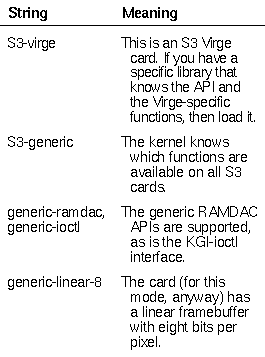 String Meaning
S3-virge This is an S3 Virge
card. If you have a
specific library that
knows the API and
the Virge-specific
functions, then load it.
S3-generic The kernel knows
which functions are
available on all S3
cards.
generic-ramdac, The generic RAMDAC
generic-ioctl APIs are supported,
as is the KGI-ioctl
interface.
generic-linear-8 The card (for this
mode, anyway) has
a linear framebuffer
with eight bits per
pixel.